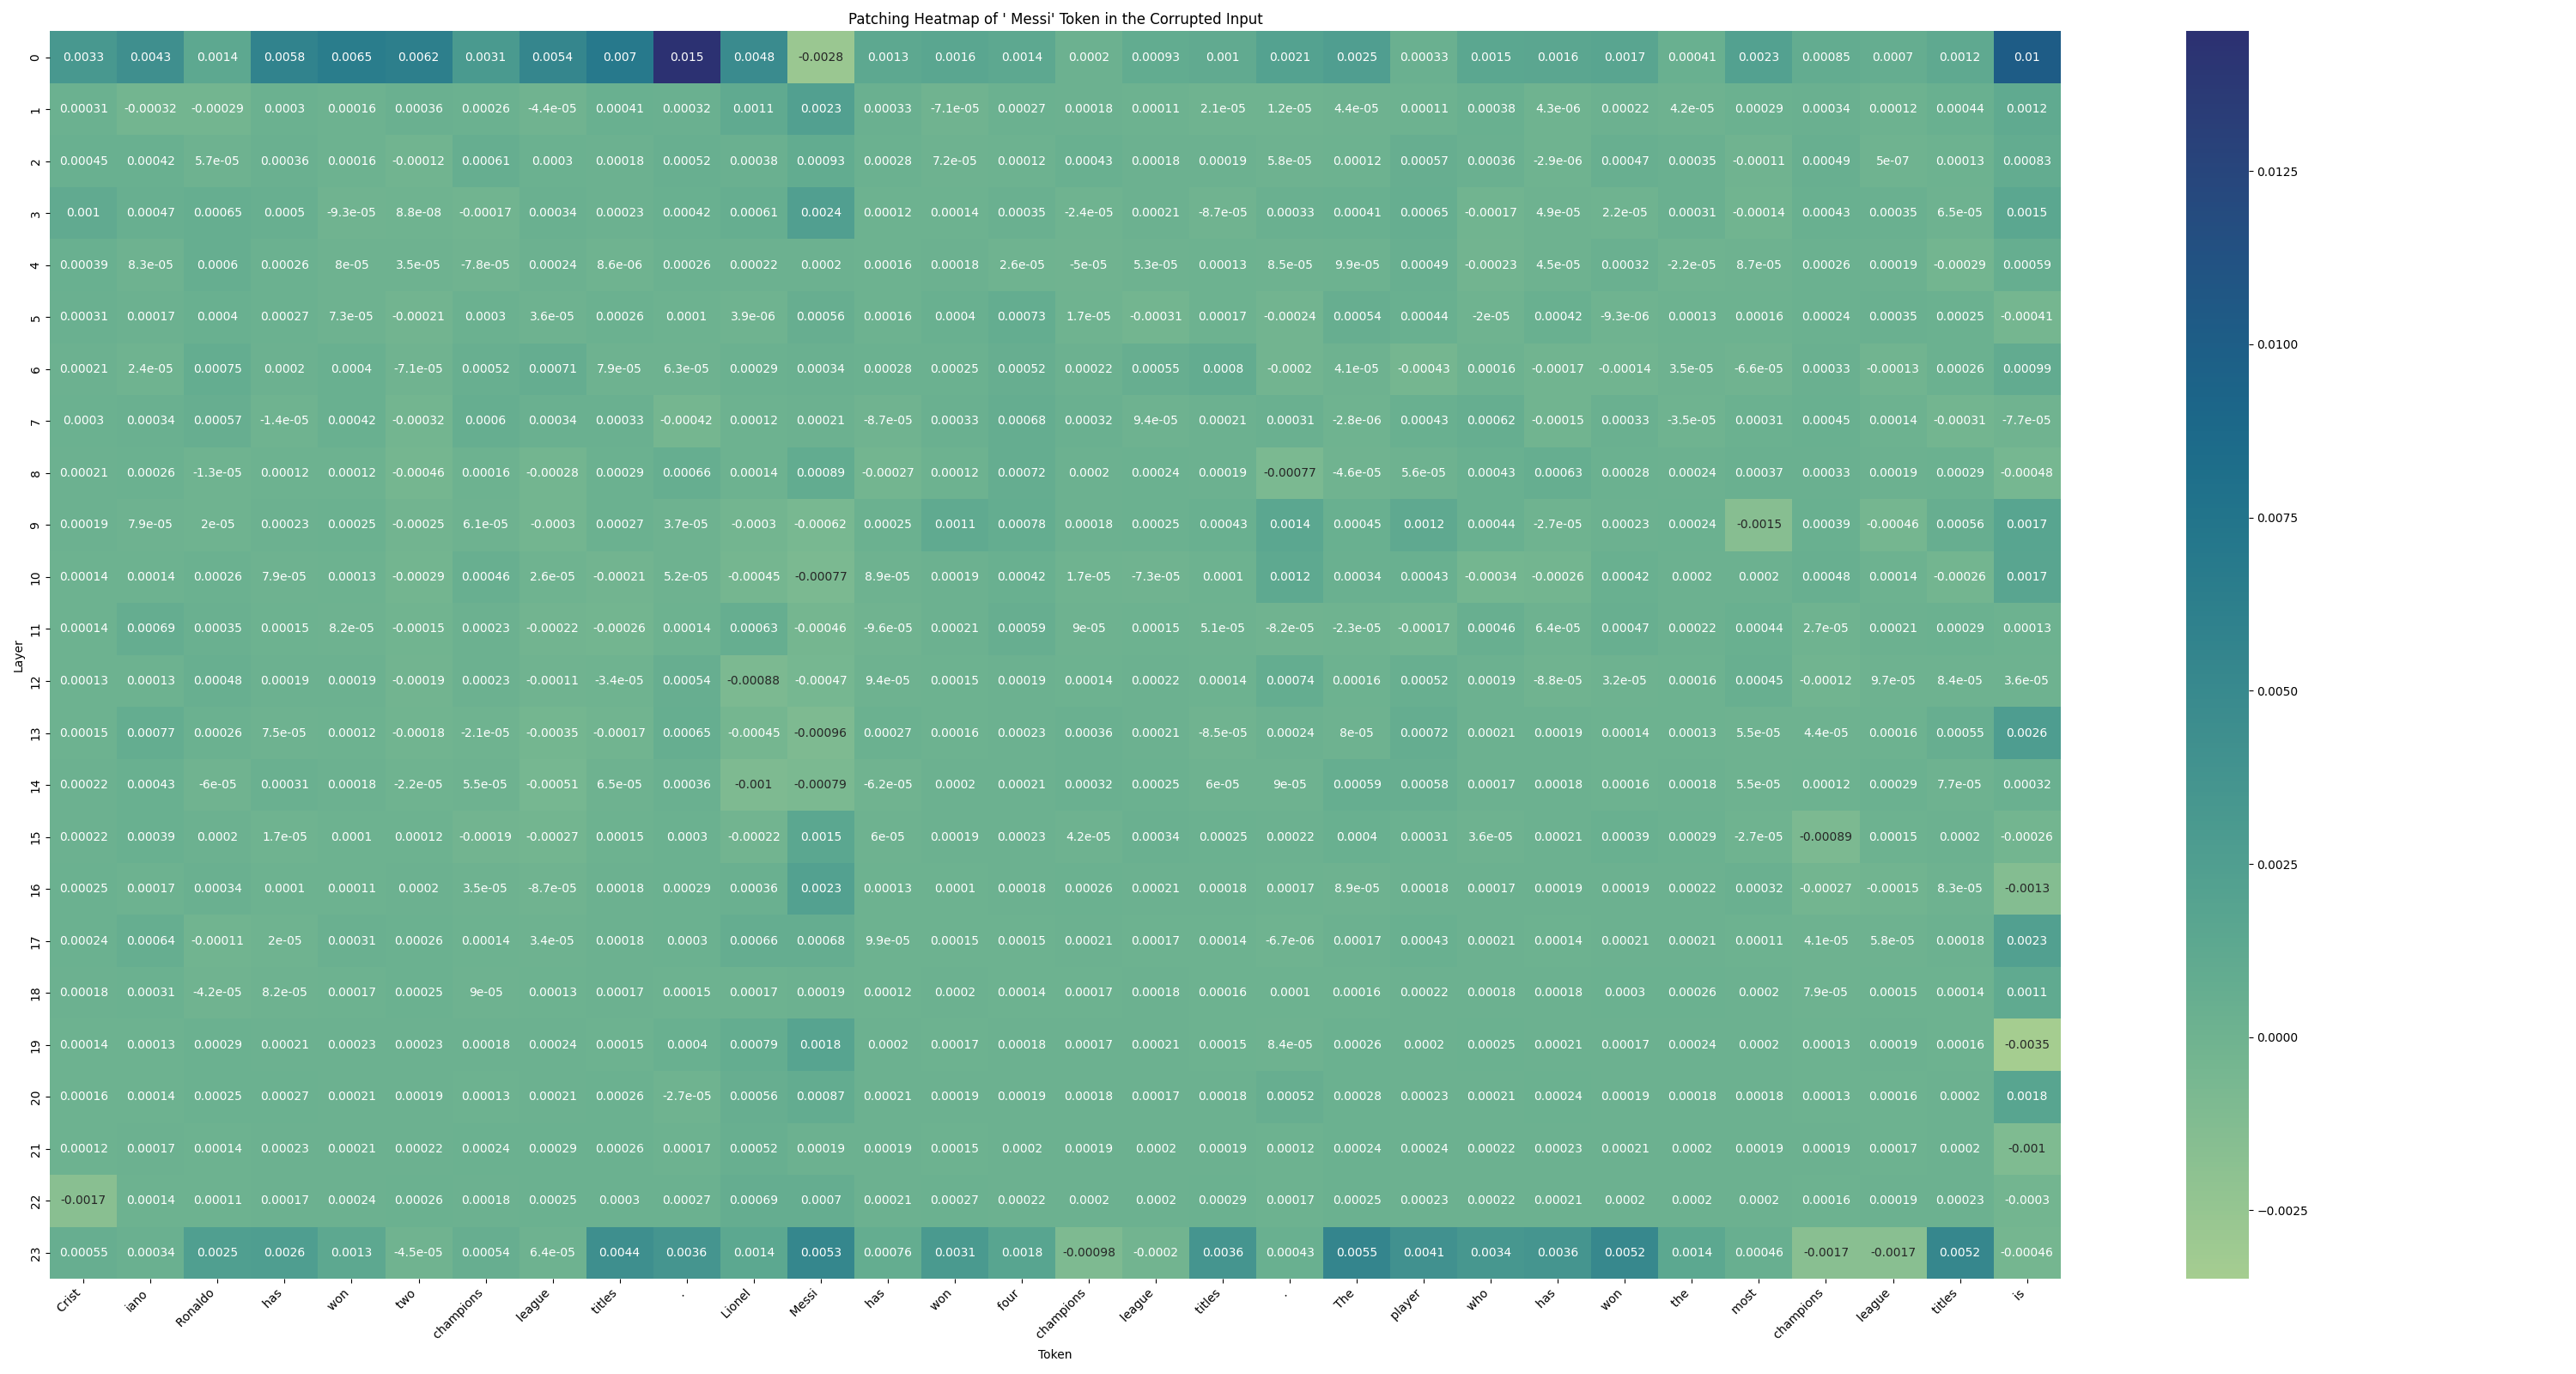 Patching Heatmap of ' Messi' Token in the Corrupted Input
0 0.0033 0.0043 0.0014 0.0058 0.0065 0.0062 0.0031 0.0054 0.007 0.015 0.0048 -0.0028 0.0013 0.0016 0.0014 0.0002 0.00093 0.001 0.0021 0.0025 0.00033 0.0015 0.0016 0.0017 0.00041 0.0023 0.00085 0.0007 0.0012 0.01
1 0.00031 -0.00032 -0.00029 0.0003 0.00016 0.00036 0.00026 -4.4e-05 0.00041 0.00032 0.0011 0.0023 0.00033 -7.1e-05 0.00027 0.00018 0.00011 2.1e-05 1.2e-05 4.4e-05 0.00011 0.00038 4.3e-06 0.00022 4.2e-05 0.00029 0.00034 0.00012 0.00044 0.0012
2 0.00045 0.00042 5.7e-05 0.00036 0.00016 -0.00012 0.00061 0.0003 0.00018 0.00052 0.00038 0.00093 0.00028 7.2e-05 0.00012 0.00043 0.00018 0.00019 5.8e-05 0.00012 0.00057 0.00036 -2.9e-06 0.00047 0.00035 -0.00011 0.00049 5e-07 0.00013 0.00083
3 0.001 0.00047 0.00065 0.0005 -9.3e-05 8.8e-08 -0.00017 0.00034 0.00023 0.00042 0.00061 0.0024 0.00012 0.00014 0.00035 -2.4e-05 0.00021 -8.7e-05 0.00033 0.00041 0.00065 -0.00017 4.9e-05 2.2e-05 0.00031 -0.00014 0.00043 0.00035 6.5e-05 0.0015
4 0.00039 8.3e-05 0.0006 0.00026 8e-05 3.5e-05 -7.8e-05 0.00024 8.6e-06 0.00026 0.00022 0.0002 0.00016 0.00018 2.6e-05 -5e-05 5.3e-05 0.00013 8.5e-05 9.9e-05 0.00049 -0.00023 4.5e-05 0.00032 -2.2e-05 8.7e-05 0.00026 0.00019 -0.00029 0.00059
5 0.00031 0.00017 0.0004 0.00027 7.3e-05 -0.00021 0.0003 3.6e-05 0.00026 0.0001 3.9e-06 0.00056 0.00016 0.0004 0.00073 1.7e-05 -0.00031 0.00017 -0.00024 0.00054 0.00044 -2e-05 0.00042 -9.3e-06 0.00013 0.00016 0.00024 0.00035 0.00025 -0.00041
6 0.00021 2.4e-05 0.00075 0.0002 0.0004 -7.1e-05 0.00052 0.00071 7.9e-05 6.3e-05 0.00029 0.00034 0.00028 0.00025 0.00052 0.00022 0.00055 0.0008 -0.0002 4.1e-05 -0.00043 0.00016 -0.00017 -0.00014 3.5e-05 -6.6e-05 0.00033 -0.00013 0.00026 0.00099
7 0.0003 0.00034 0.00057 -1.4e-05 0.00042 -0.00032 0.0006 0.00034 0.00033 -0.00042 0.00012 0.00021 -8.7e-05 0.00033 0.00068 0.00032 9.4e-05 0.00021 0.00031 -2.8e-06 0.00043 0.00062 -0.00015 0.00033 -3.5e-05 0.00031 0.00045 0.00014 -0.00031 -7.7e-05
8 0.00021 0.00026 -1.3e-05 0.00012 0.00012 -0.00046 0.00016 -0.00028 0.00029 0.00066 0.00014 0.00089 -0.00027 0.00012 0.00072 0.0002 0.00024 0.00019 -0.00077 -4.6e-05 5.6e-05 0.00043 0.00063 0.00028 0.00024 0.00037 0.00033 0.00019 0.00029 -0.00048
9 0.00019 7.9e-05 2e-05 0.00023 0.00025 -0.00025 6.1e-05 -0.0003 0.00027 3.7e-05 -0.0003 -0.00062 0.00025 0.0011 0.00078 0.00018 0.00025 0.00043 0.0014 0.00045 0.0012 0.00044 -2.7e-05 0.00023 0.00024 -0.0015 0.00039 -0.00046 0.00056 0.0017
10 0.00014 0.00014 0.00026 7.9e-05 0.00013 -0.00029 0.00046 2.6e-05 -0.00021 5.2e-05 -0.00045 -0.00077 8.9e-05 0.00019 0.00042 1.7e-05 -7.3e-05 0.0001 0.0012 0.00034 0.00043 -0.00034 -0.00026 0.00042 0.0002 0.0002 0.00048 0.00014 -0.00026 0.0017
11 0.00014 0.00069 0.00035 0.00015 8.2e-05 -0.00015 0.00023 -0.00022 -0.00026 0.00014 0.00063 -0.00046 -9.6e-05 0.00021 0.00059 9e-05 0.00015 5.1e-05 -8.2e-05 -2.3e-05 -0.00017 0.00046 6.4e-05 0.00047 0.00022 0.00044 2.7e-05 0.00021 0.00029 0.00013
12 0.00013 0.00013 0.00048 0.00019 0.00019 -0.00019 0.00023 -0.00011 -3.4e-05 0.00054 -0.00088 -0.00047 9.4e-05 0.00015 0.00019 0.00014 0.00022 0.00014 0.00074 0.00016 0.00052 0.00019 -8.8e-05 3.2e-05 0.00016 0.00045 -0.00012 9.7e-05 8.4e-05 3.6e-05
13 0.00015 0.00077 0.00026 7.5e-05 0.00012 -0.00018 -2.1e-05 -0.00035 -0.00017 0.00065 -0.00045 -0.00096 0.00027 0.00016 0.00023 0.00036 0.00021 -8.5e-05 0.00024 8e-05 0.00072 0.00021 0.00019 0.00014 0.00013 5.5e-05 4.4e-05 0.00016 0.00055 0.0026
14 0.00022 0.00043 -6e-05 0.00031 0.00018 -2.2e-05 5.5e-05 -0.00051 6.5e-05 0.00036 -0.001 -0.00079 -6.2e-05 0.0002 0.00021 0.00032 0.00025 6e-05 9e-05 0.00059 0.00058 0.00017 0.00018 0.00016 0.00018 5.5e-05 0.00012 0.00029 7.7e-05 0.00032
15 0.00022 0.00039 0.0002 1.7e-05 0.0001 0.00012 -0.00019 -0.00027 0.00015 0.0003 -0.00022 0.0015 6e-05 0.00019 0.00023 4.2e-05 0.00034 0.00025 0.00022 0.0004 0.00031 3.6e-05 0.00021 0.00039 0.00029 -2.7e-05 -0.00089 0.00015 0.0002 -0.00026
16 0.00025 0.00017 0.00034 0.0001 0.00011 0.0002 3.5e-05 -8.7e-05 0.00018 0.00029 0.00036 0.0023 0.00013 0.0001 0.00018 0.00026 0.00021 0.00018 0.00017 8.9e-05 0.00018 0.00017 0.00019 0.00019 0.00022 0.00032 -0.00027 -0.00015 8.3e-05 -0.0013
17 0.00024 0.00064 -0.00011 2e-05 0.00031 0.00026 0.00014 3.4e-05 0.00018 0.0003 0.00066 0.00068 9.9e-05 0.00015 0.00015 0.00021 0.00017 0.00014 -6.7e-06 0.00017 0.00043 0.00021 0.00014 0.00021 0.00021 0.00011 4.1e-05 5.8e-05 0.00018 0.0023
18 0.00018 0.00031 -4.2e-05 8.2e-05 0.00017 0.00025 9e-05 0.00013 0.00017 0.00015 0.00017 0.00019 0.00012 0.0002 0.00014 0.00017 0.00018 0.00016 0.0001 0.00016 0.00022 0.00018 0.00018 0.0003 0.00026 0.0002 7.9e-05 0.00015 0.00014 0.0011
19 0.00014 0.00013 0.00029 0.00021 0.00023 0.00023 0.00018 0.00024 0.00015 0.0004 0.00079 0.0018 0.0002 0.00017 0.00018 0.00017 0.00021 0.00015 8.4e-05 0.00026 0.0002 0.00025 0.00021 0.00017 0.00024 0.0002 0.00013 0.00019 0.00016 -0.0035
20 0.00016 0.00014 0.00025 0.00027 0.00021 0.00019 0.00013 0.00021 0.00026 -2.7e-05 0.00056 0.00087 0.00021 0.00019 0.00019 0.00018 0.00017 0.00018 0.00052 0.00028 0.00023 0.00021 0.00024 0.00019 0.00018 0.00018 0.00013 0.00016 0.0002 0.0018
21 0.00012 0.00017 0.00014 0.00023 0.00021 0.00022 0.00024 0.00029 0.00026 0.00017 0.00052 0.00019 0.00019 0.00015 0.0002 0.00019 0.0002 0.00019 0.00012 0.00024 0.00024 0.00022 0.00023 0.00021 0.0002 0.00019 0.00019 0.00017 0.0002 -0.001
22 -0.0017 0.00014 0.00011 0.00017 0.00024 0.00026 0.00018 0.00025 0.0003 0.00027 0.00069 0.0007 0.00021 0.00027 0.00022 0.0002 0.0002 0.00029 0.00017 0.00025 0.00023 0.00022 0.00021 0.0002 0.0002 0.0002 0.00016 0.00019 0.00023 -0.0003
23 0.00055 0.00034 0.0025 0.0026 0.0013 -4.5e-05 0.00054 6.4e-05 0.0044 0.0036 0.0014 0.0053 0.00076 0.0031 0.0018 -0.00098 -0.0002 0.0036 0.00043 0.0055 0.0041 0.0034 0.0036 0.0052 0.0014 0.00046 -0.0017 -0.0017 0.0052 -0.00046
Layer
Crist iano Ronaldo has won two champions league titles . Lionel Messi has won four champions league titles . The player who has won the most champions league titles is
Token
0.0125
0.0100
0.0075
0.0050
0.0025
0.0000
−0.0025